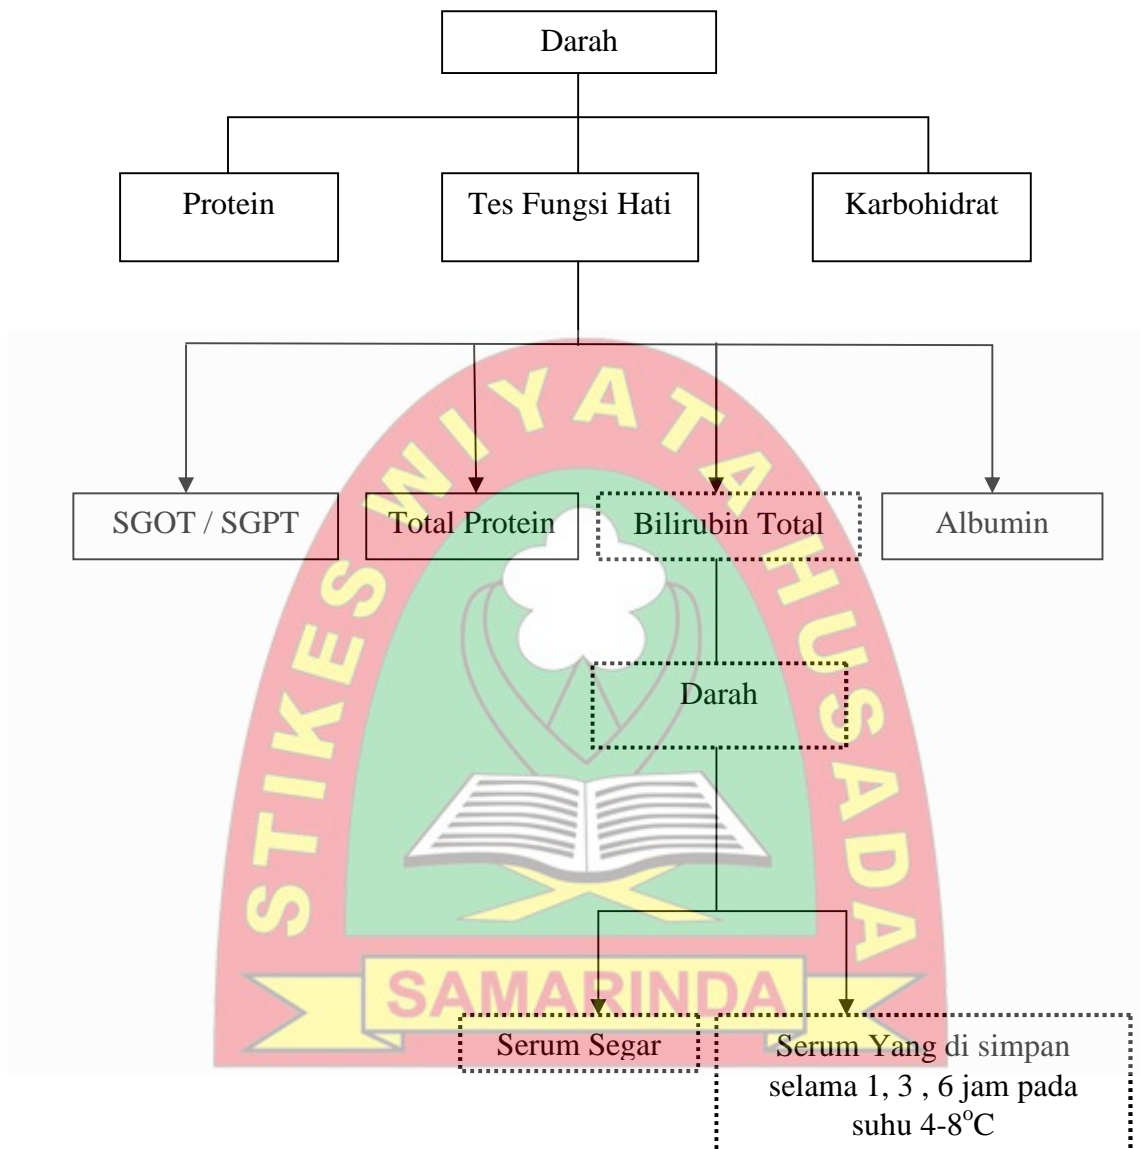 Darah
Protein
Tes Fungsi Hati
Karbohidrat
SGOT / SGPT
Total Protein
Bilirubin Total
Albumin
Darah
Serum Segar
Serum Yang di simpan
selama 1, 3 , 6 jam pada
suhu 4-8°C
STIKES WIYATA HUSADA
SAMARINDA